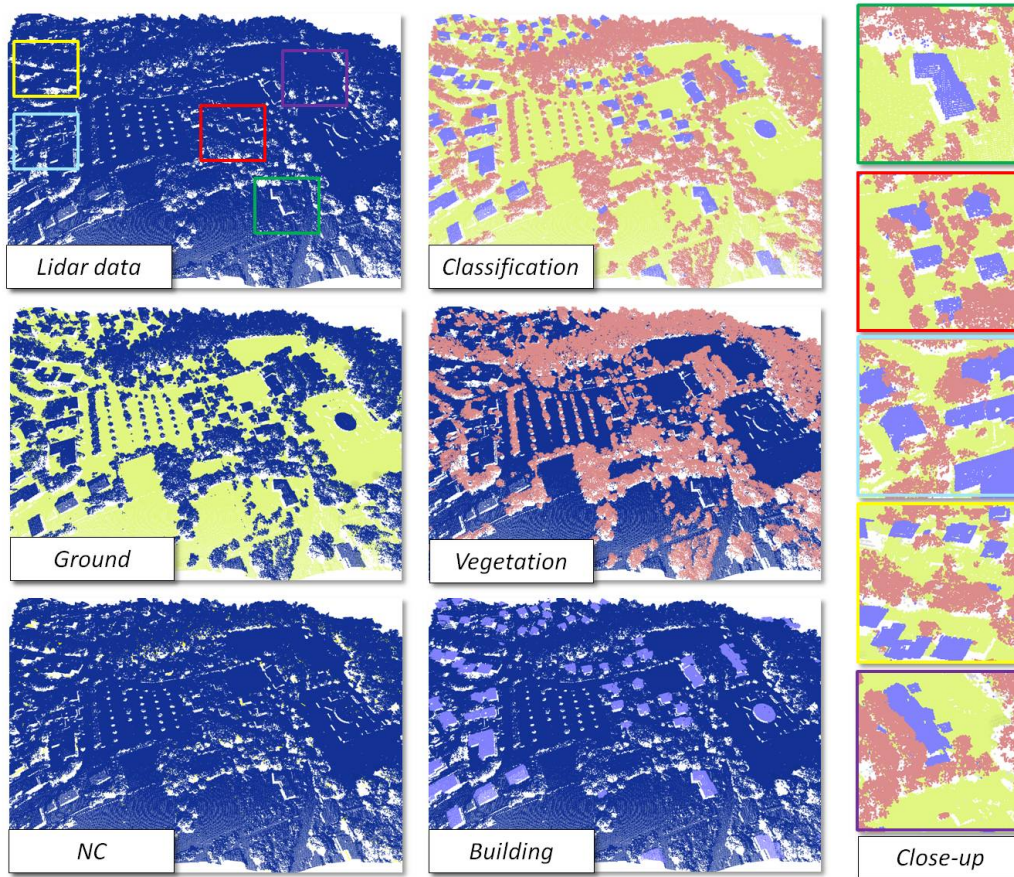 Lidar data
Classification
Ground
Vegetation
NC
Building
Close-up